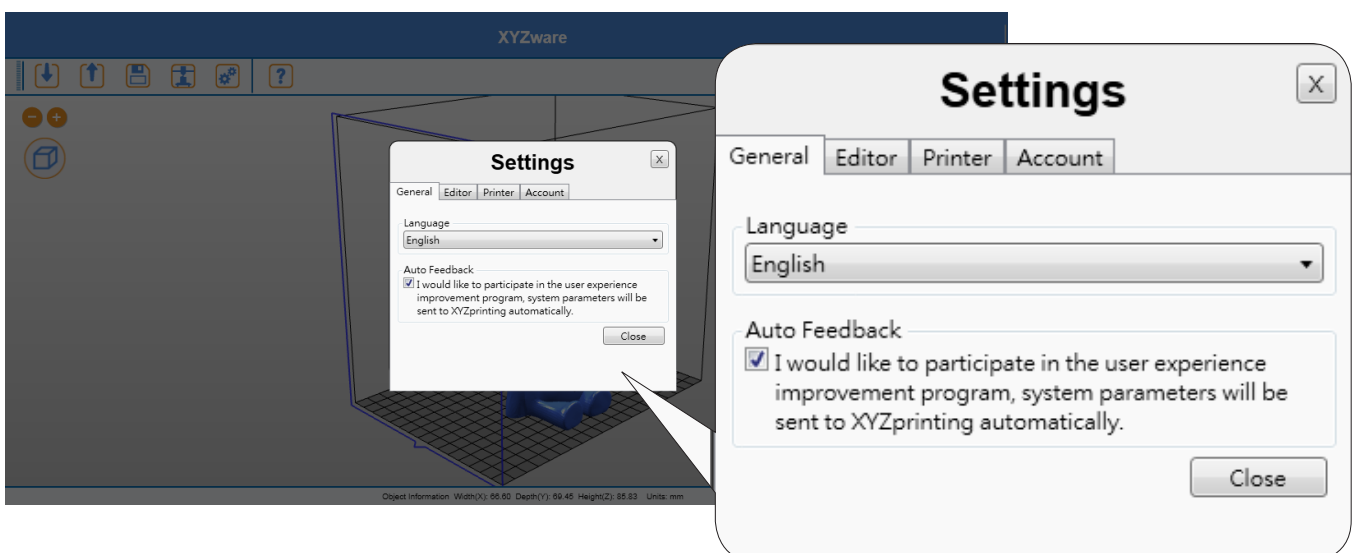 XYZware
?
Settings
X
General Editor Printer Account
Language
English
Auto Feedback
I would like to participate in the user experience
improvement program, system parameters will be
sent to XYZprinting automatically.
Close
Object Information Width(X): 66.60 Depth(Y): 69.46 Height(Z): 85.83 Units: mm
Settings
X
General Editor Printer Account
Language
English
Auto Feedback
I would like to participate in the user experience
improvement program, system parameters will be
sent to XYZprinting automatically.
Close